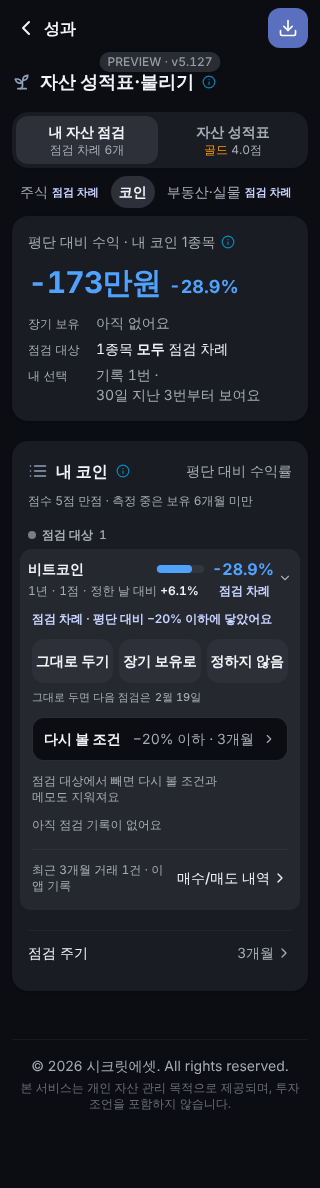 성과
PREVIEW · v5.127
자산 성적표·불리기
내 자산 점검
점검 차례 6개
자산 성적표
골드 4.0점
주식 점검 차례
코인
부동산·실물 점검 차례
평단 대비 수익 · 내 코인 1종목
-173만원 -28.9%
장기 보유 아직 없어요
점검 대상 1종목 모두 점검 차례
내 선택 기록 1번 ·
30일 지난 3번부터 보여요
내 코인 평단 대비 수익률
점수 5점 만점 · 측정 중은 보유 6개월 미만
점검 대상 1
비트코인 -28.9%
1년 · 1점 · 정한 날 대비 +6.1% 점검 차례
점검 차례 · 평단 대비 −20% 이하에 닿았어요
그대로 두기 장기 보유로 정하지 않음
그대로 두면 다음 점검은 2월 19일
다시 볼 조건 −20% 이하 · 3개월
점검 대상에서 빼면 다시 볼 조건과
메모도 지워져요
아직 점검 기록이 없어요
최근 3개월 거래 1건 · 이
앱 기록
매수/매도 내역
점검 주기 3개월
© 2026 시크릿에셋. All rights reserved.
본 서비스는 개인 자산 관리 목적으로 제공되며, 투자
조언을 포함하지 않습니다.